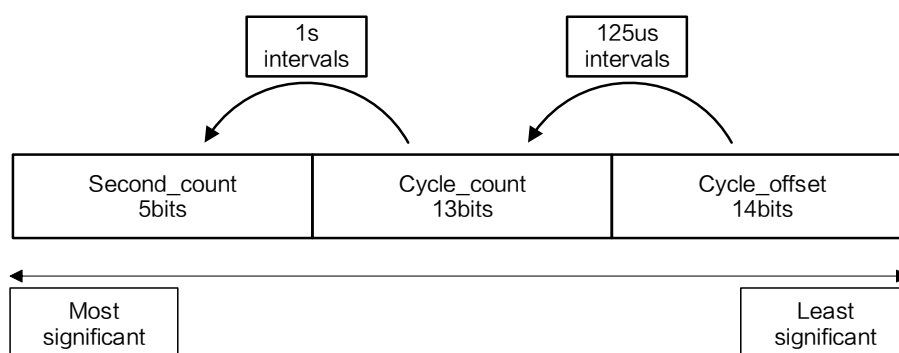 1s
intervals
125us
intervals
Second_count
5bits
Cycle_count
13bits
Cycle_offset
14bits
Most
significant
Least
significant